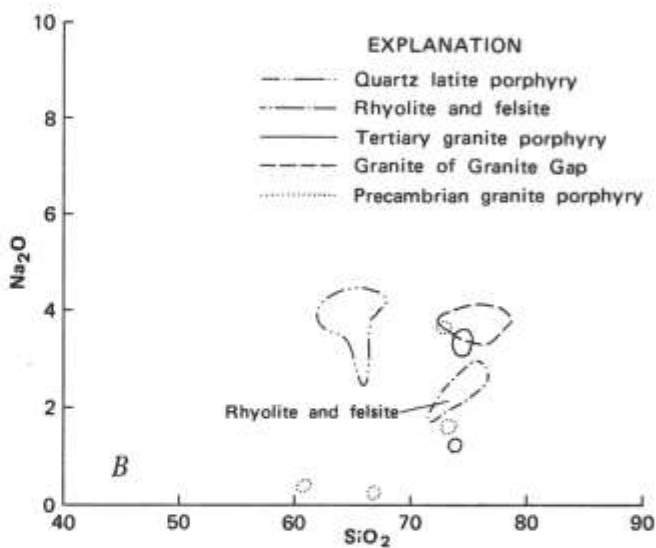 10
EXPLANATION
Quartz latite porphyry
8
Rhyolite and felsite
Tertiary granite porphyry
Granite of Granite Gap
6
Precambrian granite porphyry
Na2O
4
2
Rhyolite and felsite
B
0
40 50 60 70 80 90
SiO2